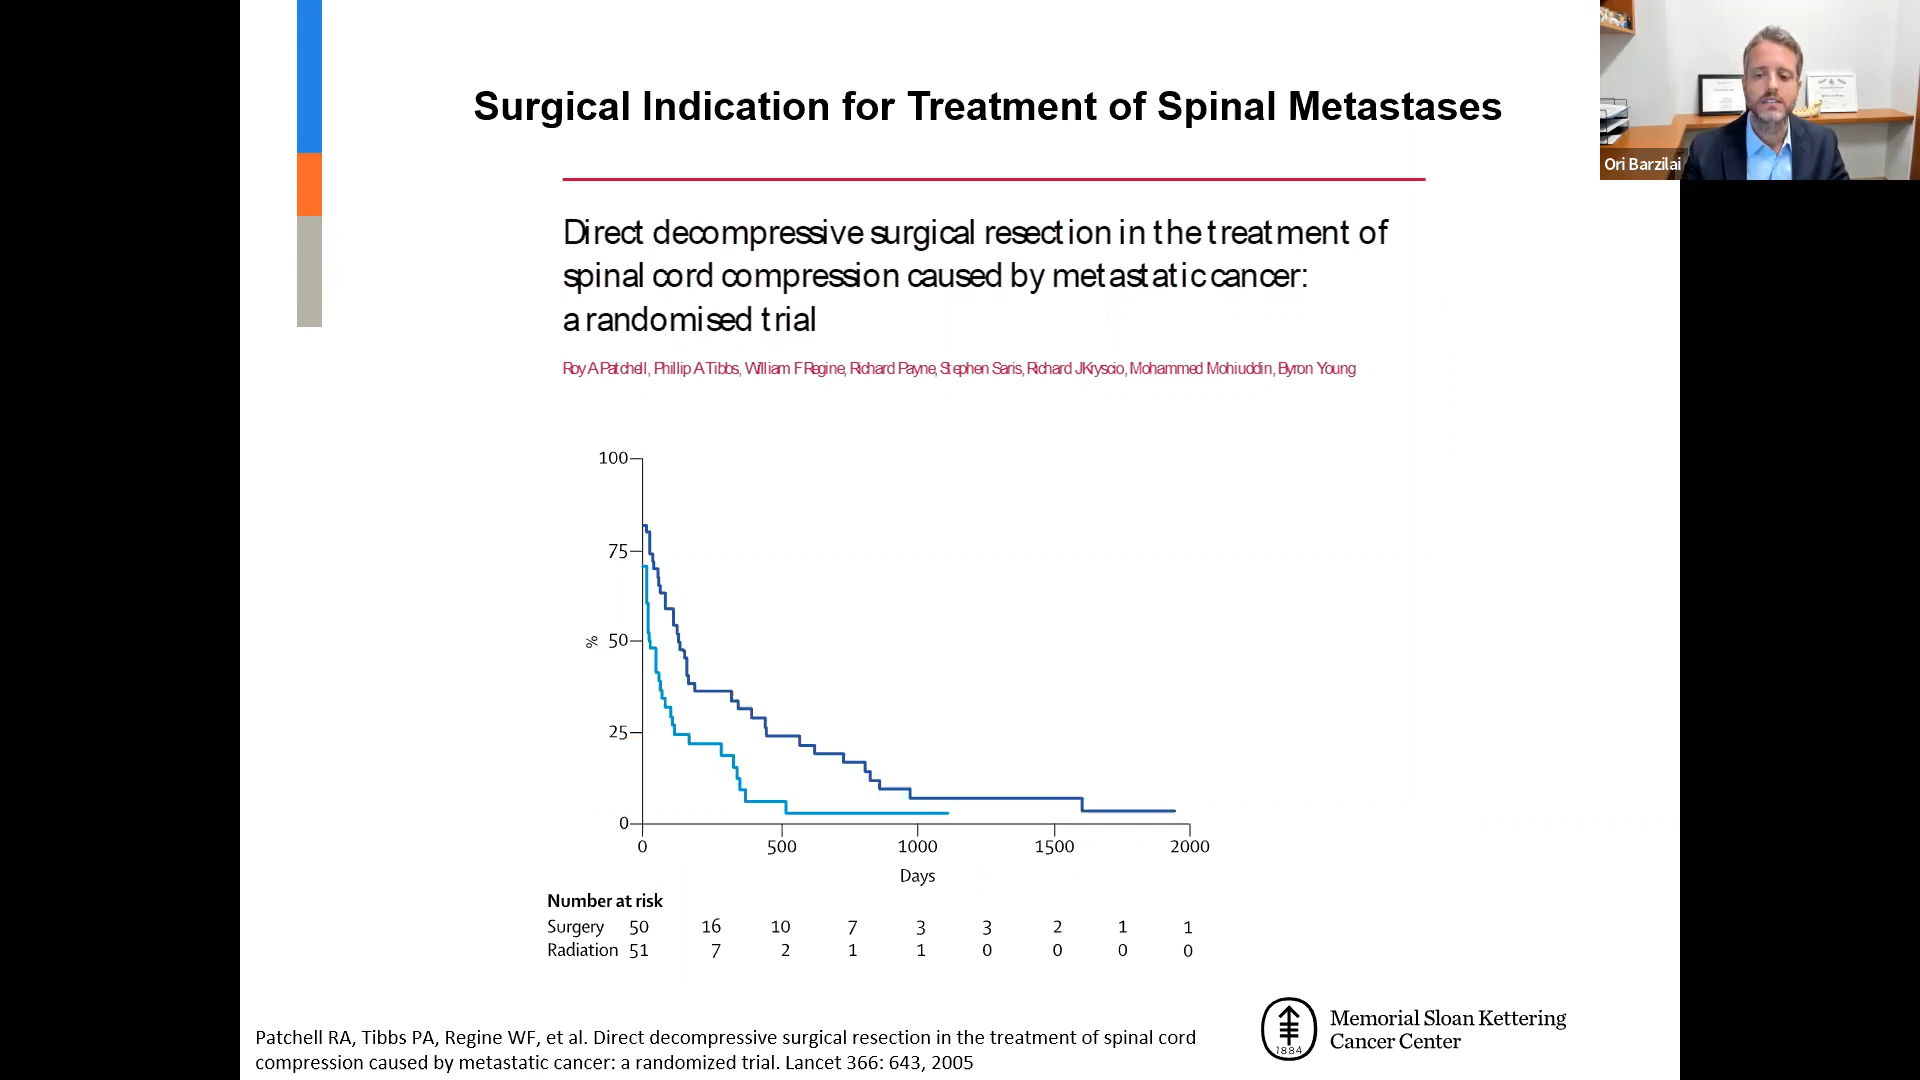 Surgical Indication for Treatment of Spinal Metastases
Ori Barzilai
Direct decompressive surgical resection in the treatment of
spinal cord compression caused by metastatic cancer:
a randomised trial
Roy A Patchell, Phillip A Tibbs, William F Regine, Richard Payne, Stephen Saris, Richard J Kryscio, Mohammed Mohiuddin, Byron Young
100
75
% 50
25
0
0 500 1000 1500 2000
Days
Number at risk
Surgery 50 16 10 7 3 3 2 1 1
Radiation 51 7 2 1 1 0 0 0 0
1884
Memorial Sloan Kettering
Cancer Center
Patchell RA, Tibbs PA, Regine WF, et al. Direct decompressive surgical resection in the treatment of spinal cord
compression caused by metastatic cancer: a randomized trial. Lancet 366: 643, 2005